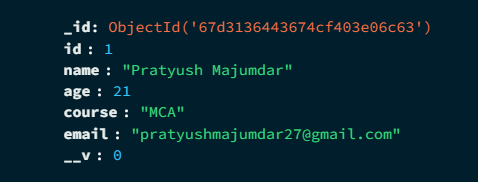 _id: ObjectId('67d3136443674cf403e06c63')
id : 1
name : "Pratyush Majumdar"
age : 21
course : "MCA"
email : "pratyushmajumdar27@gmail.com"
__v : 0